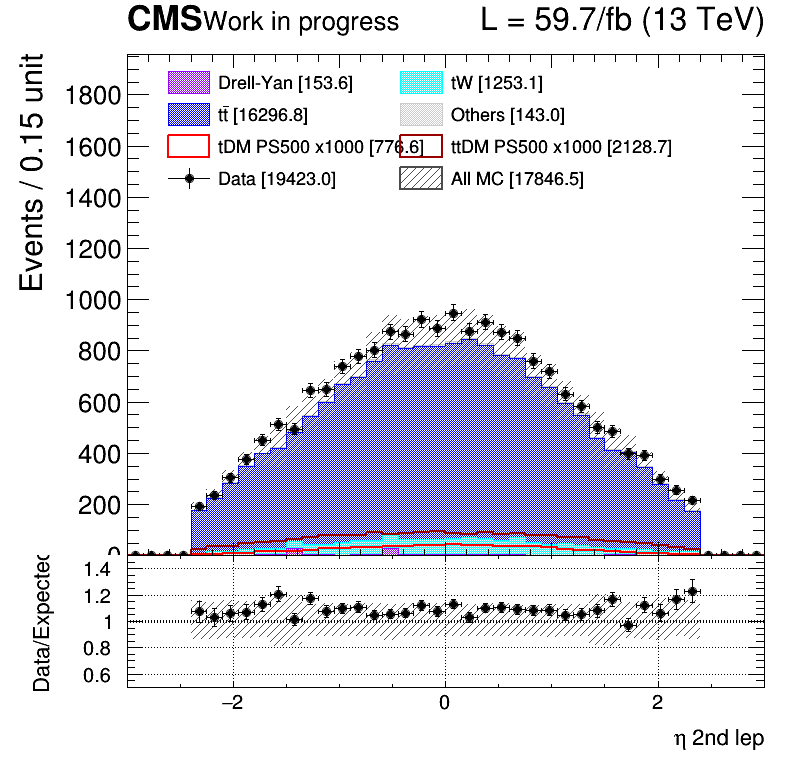 CMS Work in progress L = 59.7/fb (13 TeV)
Events / 0.15 unit
Drell-Yan [153.6] tW [1253.1]
tt̄ [16296.8] Others [143.0]
tDM PS500 x1000 [776.6] ttDM PS500 x1000 [2128.7]
Data [19423.0] All MC [17846.5]
1800
1600
1400
1200
1000
800
600
400
200
0
Data/Expected
1.4
1.2
1
0.8
0.6
−2 0 2
η 2nd lep